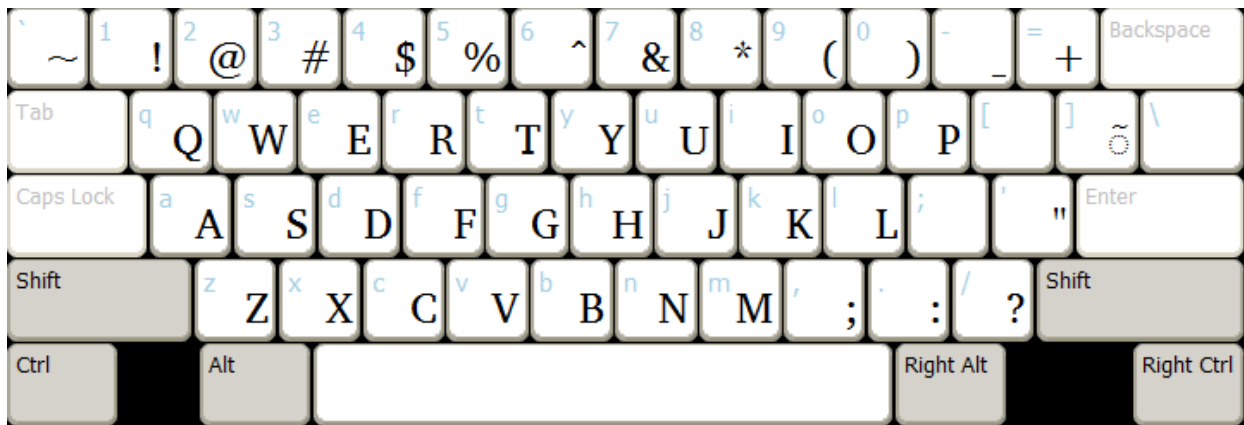 ` ~ 1 ! 2 @ 3 # 4 $ 5 % 6 ^ 7 & 8 * 9 ( 0 ) - _ = + Backspace
Tab q Q w W e E r R t T y Y u U i I o O p P [ ] ◌̃ \
Caps Lock a A s S d D f F g G h H j J k K l L ; ' " Enter
Shift z Z x X c C v V b B n N m M , ; . : / ? Shift
Ctrl Alt Right Alt Right Ctrl